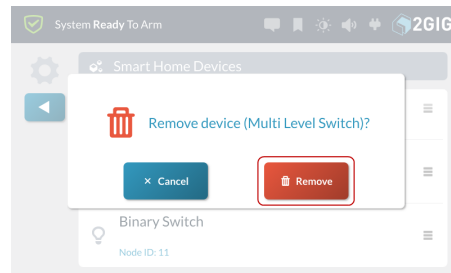 System Ready To Arm
2GIG
Smart Home Devices
Remove device (Multi Level Switch)?
× Cancel
Remove
Binary Switch
Node ID: 11